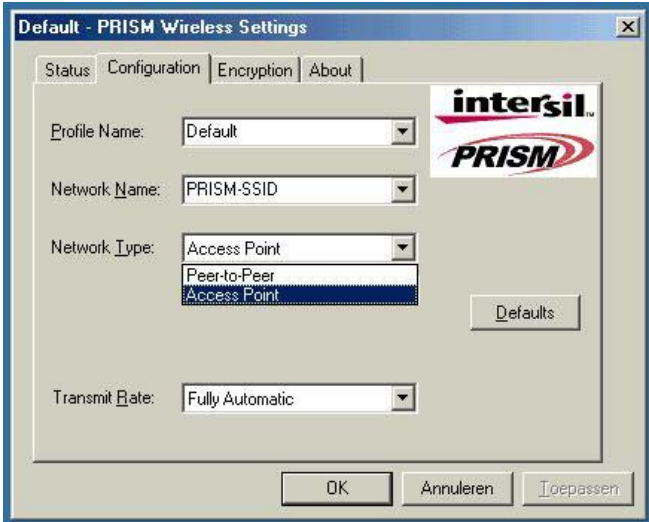 Default - PRISM Wireless Settings
Status Configuration Encryption About
intersil™
PRISM
Profile Name: Default
Network Name: PRISM-SSID
Network Type: Access Point
Peer-to-Peer
Access Point
Defaults
Transmit Rate: Fully Automatic
OK Annuleren Toepassen